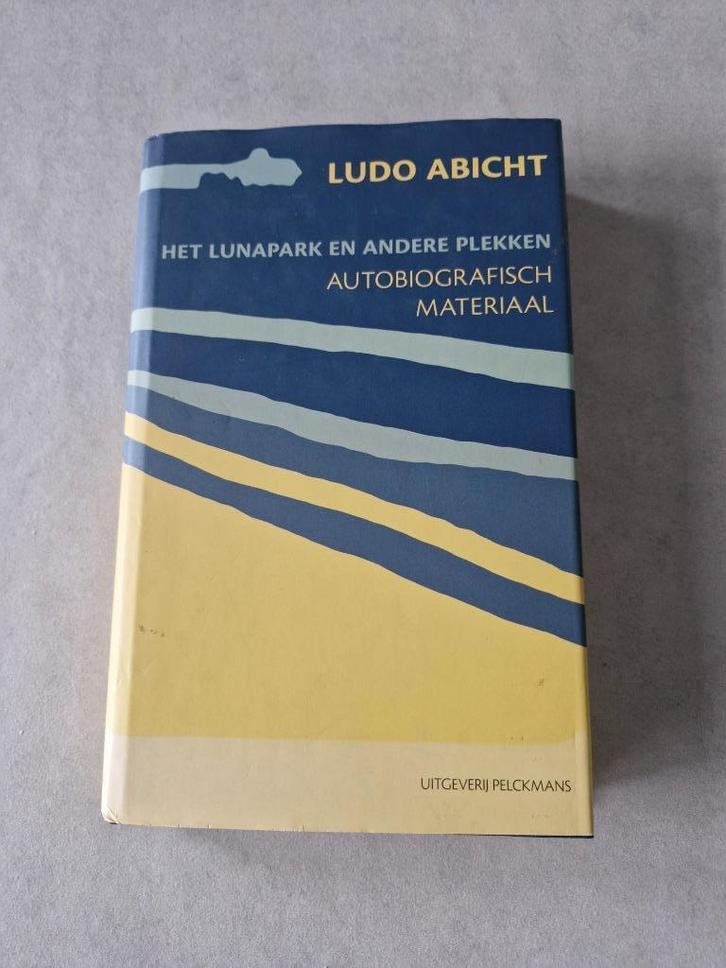 LUDO ABICHT
HET LUNAPARK EN ANDERE PLEKKEN
AUTOBIOGRAFISCH
MATERIAAL
UITGEVERIJ PELCKMANS